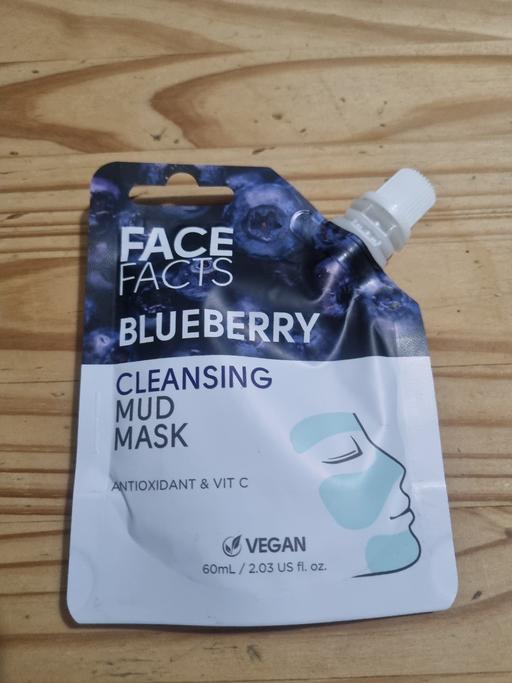 FACE
FACTS
BLUEBERRY
CLEANSING
MUD
MASK
ANTIOXIDANT & VIT C
VEGAN
60mL / 2.03 US fl. oz.